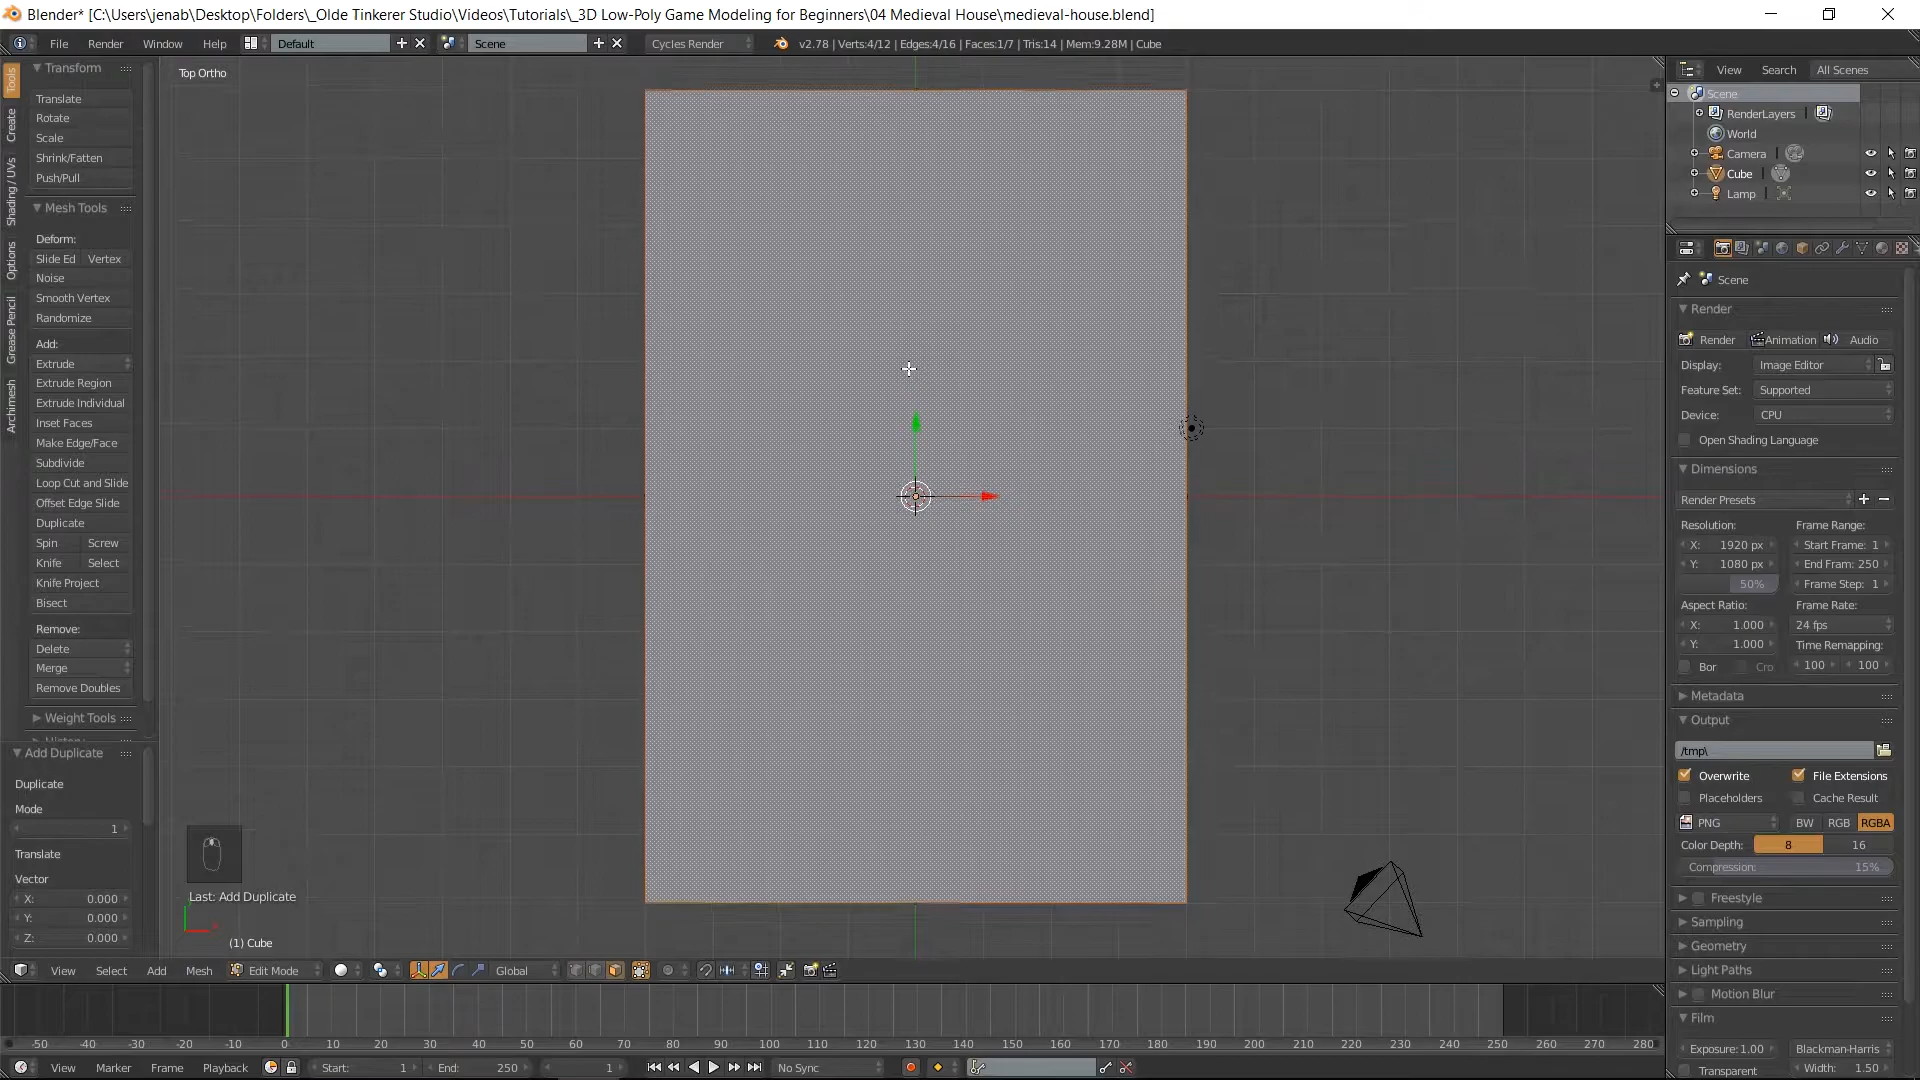 Blender* [C:\Users\jenab\Desktop\Folders\_Olde Tinkerer Studio\Videos\Tutorials\_3D Low-Poly Game Modeling for Beginners\04 Medieval House\medieval-house.blend]
File Render Window Help Default Scene Cycles Render v2.78 | Verts:4/12 | Edges:4/16 | Faces:1/7 | Tris:14 | Mem:9.28M | Cube
Tools
Create
Shading / UVs
Options
Grease Pencil
Archimesh
Transform
Translate
Rotate
Scale
Shrink/Fatten
Push/Pull
Mesh Tools
Deform:
Slide Ed Vertex
Noise
Smooth Vertex
Randomize
Add:
Extrude
Extrude Region
Extrude Individual
Inset Faces
Make Edge/Face
Subdivide
Loop Cut and Slide
Offset Edge Slide
Duplicate
Spin Screw
Knife Select
Knife Project
Bisect
Remove:
Delete
Merge
Remove Doubles
Weight Tools
Add Duplicate
Duplicate
Mode
1
Translate
Vector
X: 0.000
Y: 0.000
Z: 0.000
Top Ortho
Last: Add Duplicate
(1) Cube
View Select Add Mesh Edit Mode Global
-50 -40 -30 -20 -10 0 10 20 30 40 50 60 70 80 90 100 110 120 130 140 150 160 170 180 190 200 210 220 230 240 250 260 270 280
View Marker Frame Playback Start: 1 End: 250 1 No Sync
View Search All Scenes
Scene
RenderLayers
World
Camera
Cube
Lamp
Scene
Render
Render Animation Audio
Display: Image Editor
Feature Set: Supported
Device: CPU
Open Shading Language
Dimensions
Render Presets
Resolution: Frame Range:
X: 1920 px Start Frame: 1
Y: 1080 px End Fram: 250
50% Frame Step: 1
Aspect Ratio: Frame Rate:
X: 1.000 24 fps
Y: 1.000 Time Remapping:
Bor Cro 100 100
Metadata
Output
/tmp\
Overwrite File Extensions
Placeholders Cache Result
PNG BW RGB RGBA
Color Depth: 8 16
Compression: 15%
Freestyle
Sampling
Geometry
Light Paths
Motion Blur
Film
Exposure: 1.00 Blackman-Harris
Transparent Width: 1.50